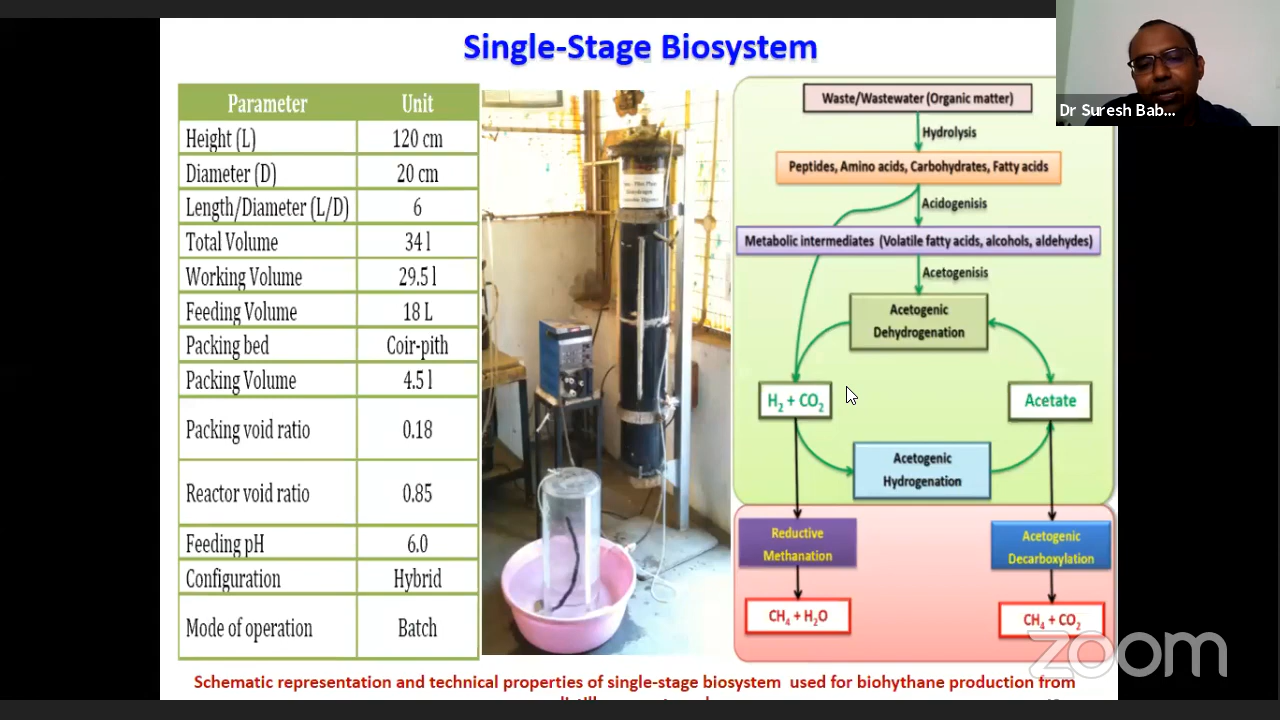 Single-Stage Biosystem
Parameter Unit
Height (L) 120 cm
Diameter (D) 20 cm
Length/Diameter (L/D) 6
Total Volume 34 l
Working Volume 29.5 l
Feeding Volume 18 L
Packing bed Coir-pith
Packing Volume 4.5 l
Packing void ratio 0.18
Reactor void ratio 0.85
Feeding pH 6.0
Configuration Hybrid
Mode of operation Batch
Waste/Wastewater (Organic matter)
Hydrolysis
Peptides, Amino acids, Carbohydrates, Fatty acids
Acidogenisis
Metabolic intermediates (Volatile fatty acids, alcohols, aldehydes)
Acetogenisis
Acetogenic
Dehydrogenation
H₂ + CO₂
Acetate
Acetogenic
Hydrogenation
Reductive
Methanation
Acetogenic
Decarboxylation
CH₄ + H₂O
CH₄ + CO₂
Dr Suresh Bab...
zoom
Schematic representation and technical properties of single-stage biosystem used for biohythane production from